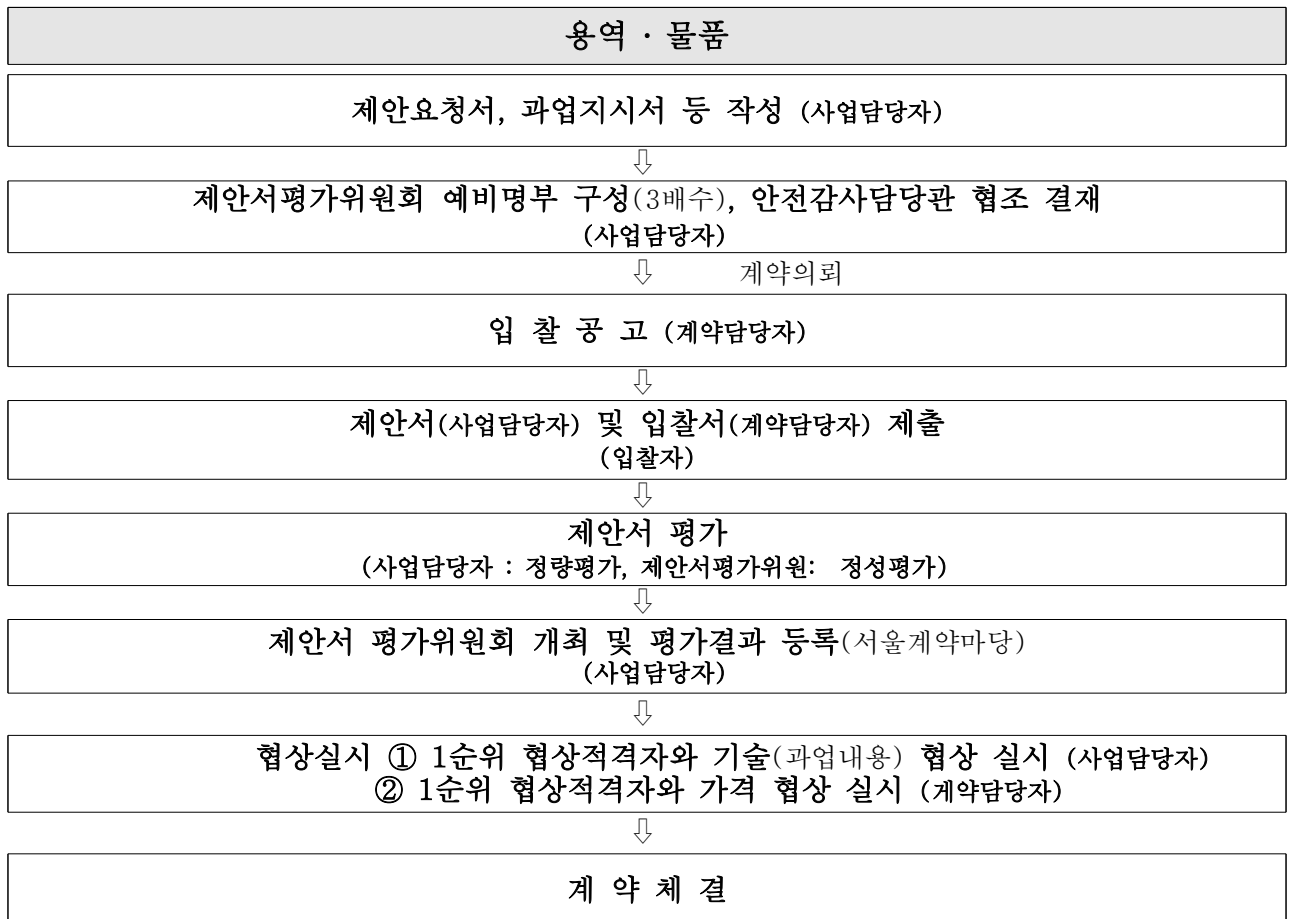 용역 · 물품
제안요청서, 과업지시서 등 작성 (사업담당자)
⇩
제안서평가위원회 예비명부 구성(3배수), 안전감사담당관 협조 결재
(사업담당자)
⇩ 계약의뢰
입 찰 공 고 (계약담당자)
⇩
제안서(사업담당자) 및 입찰서(계약담당자) 제출
(입찰자)
⇩
제안서 평가
(사업담당자 : 정량평가, 제안서평가위원: 정성평가)
⇩
제안서 평가위원회 개최 및 평가결과 등록(서울계약마당)
(사업담당자)
⇩
협상실시 ① 1순위 협상적격자와 기술(과업내용) 협상 실시 (사업담당자)
② 1순위 협상적격자와 가격 협상 실시 (계약담당자)
⇩
계 약 체 결